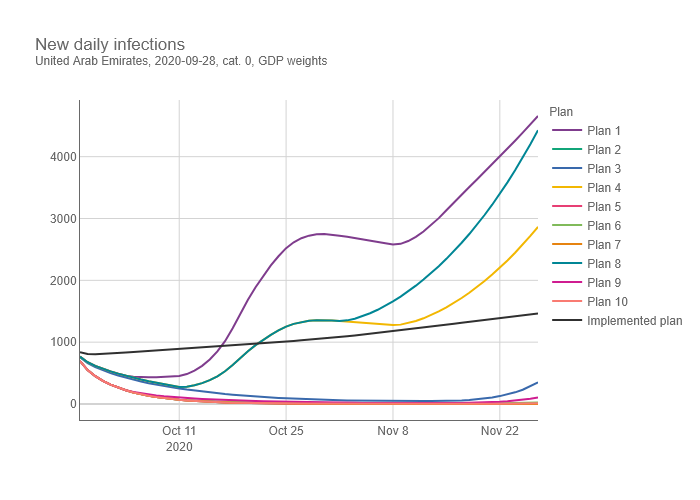 New daily infections
United Arab Emirates, 2020-09-28, cat. 0, GDP weights
Plan
Plan 1
Plan 2
Plan 3
Plan 4
Plan 5
Plan 6
Plan 7
Plan 8
Plan 9
Plan 10
Implemented plan
4000
3000
2000
1000
0
Oct 11
2020
Oct 25
Nov 8
Nov 22